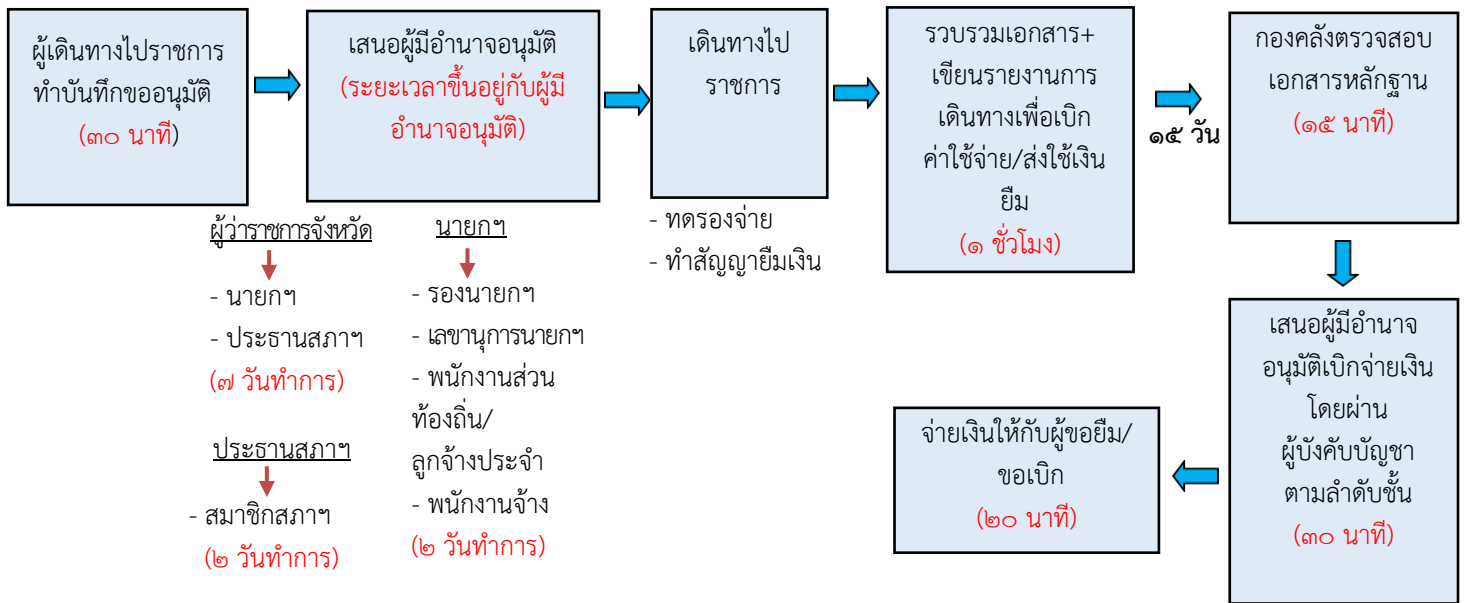 ผู้เดินทางไปราชการ
ทำบันทึกขออนุมัติ
(๓๐ นาที)
เสนอผู้มีอำนาจอนุมัติ
(ระยะเวลาขึ้นอยู่กับผู้มี
อำนาจอนุมัติ)
เดินทางไป
ราชการ
รวบรวมเอกสาร+
เขียนรายงานการ
เดินทางเพื่อเบิก
ค่าใช้จ่าย/ส่งใช้เงิน
ยืม
(๑ ชั่วโมง)
๑๕ วัน
กองคลังตรวจสอบ
เอกสารหลักฐาน
(๑๕ นาที)
ผู้ว่าราชการจังหวัด
- นายกฯ
- ประธานสภาฯ
(๗ วันทำการ)
ประธานสภาฯ
- สมาชิกสภาฯ
(๒ วันทำการ)
นายกฯ
- รองนายกฯ
- เลขานุการนายกฯ
- พนักงานส่วน
ท้องถิ่น/
ลูกจ้างประจำ
- พนักงานจ้าง
(๒ วันทำการ)
- ทดรองจ่าย
- ทำสัญญายืมเงิน
เสนอผู้มีอำนาจ
อนุมัติเบิกจ่ายเงิน
โดยผ่าน
ผู้บังคับบัญชา
ตามลำดับชั้น
(๓๐ นาที)
จ่ายเงินให้กับผู้ขอยืม/
ขอเบิก
(๒๐ นาที)